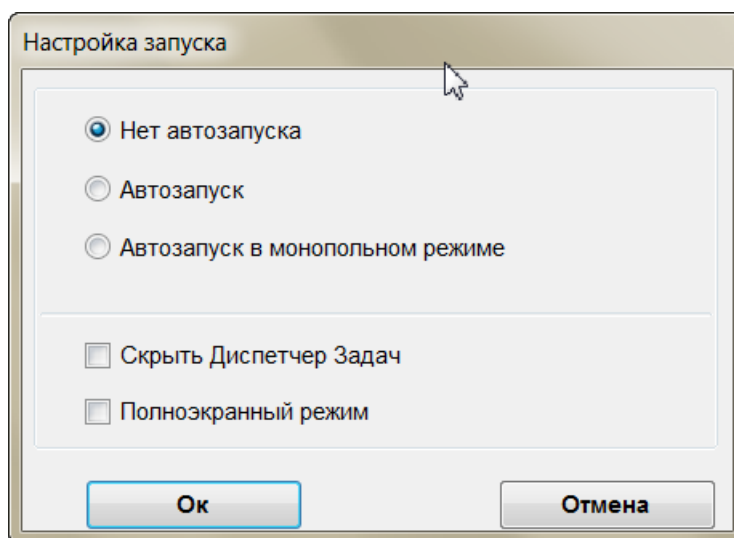 Настройка запуска
Нет автозапуска
Автозапуск
Автозапуск в монопольном режиме
Скрыть Диспетчер Задач
Полноэкранный режим
Ок
Отмена